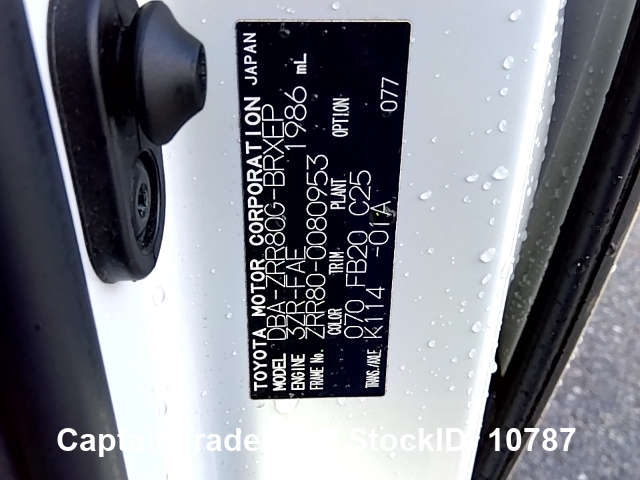 TOYOTA MOTOR CORPORATION JAPAN
MODEL DBA-ZRR80G-BRXEP
ENGINE 3ZR-FAE 1986 mL
FRAME No. ZRR80-0080953
COLOR TRIM PLANT OPTION
070 FB20 C25 077
TRANS./AXLE K114 -01A
StockID 10787